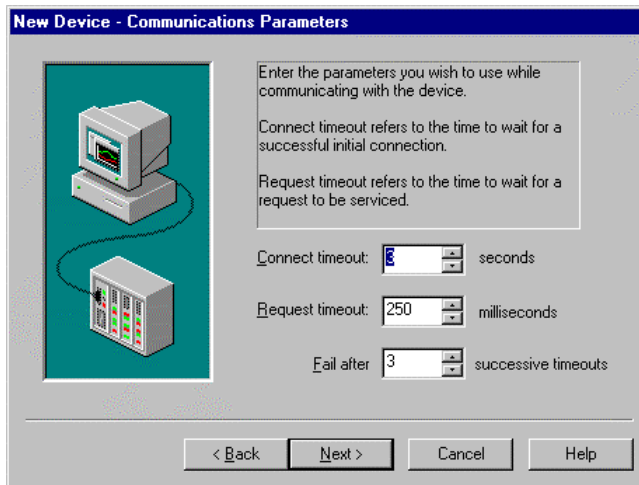 New Device - Communications Parameters
Enter the parameters you wish to use while
communicating with the device.
Connect timeout refers to the time to wait for a
successful initial connection.
Request timeout refers to the time to wait for a
request to be serviced.
Connect timeout: 3 seconds
Request timeout: 250 milliseconds
Fail after 3 successive timeouts
< Back Next > Cancel Help